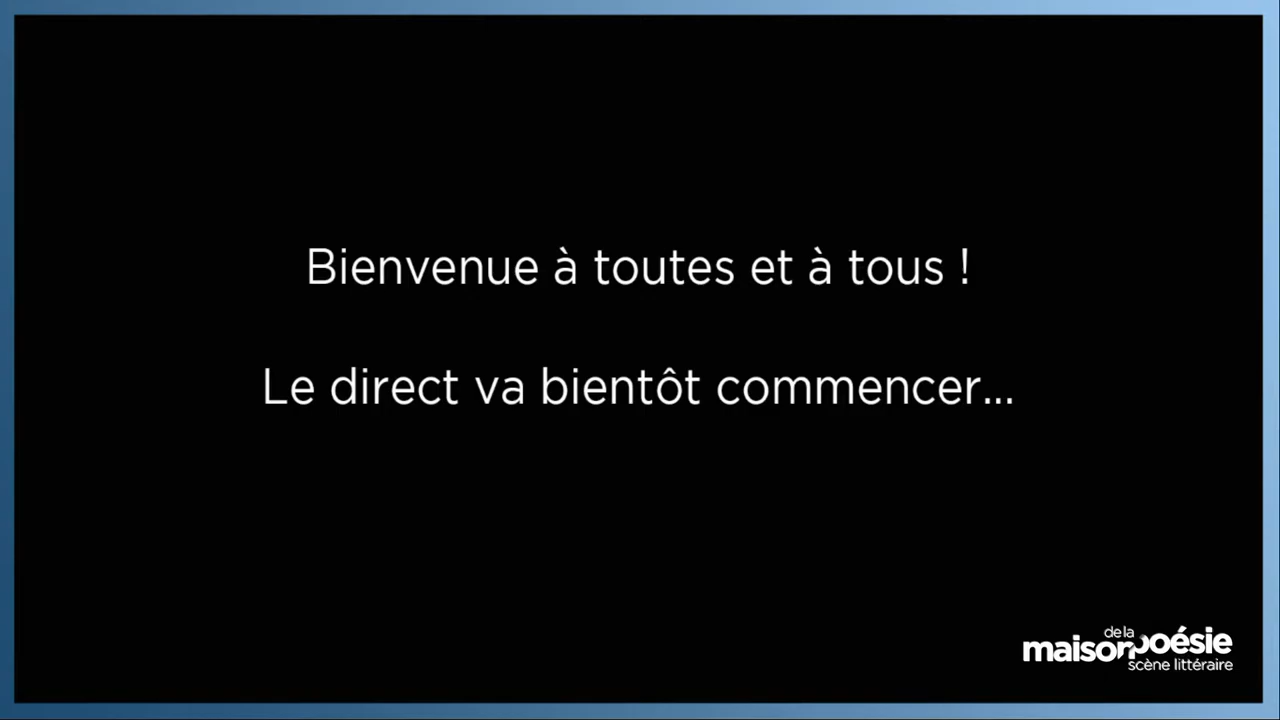 Bienvenue à toutes et à tous !
Le direct va bientôt commencer...
maison de la poésie
scène littéraire